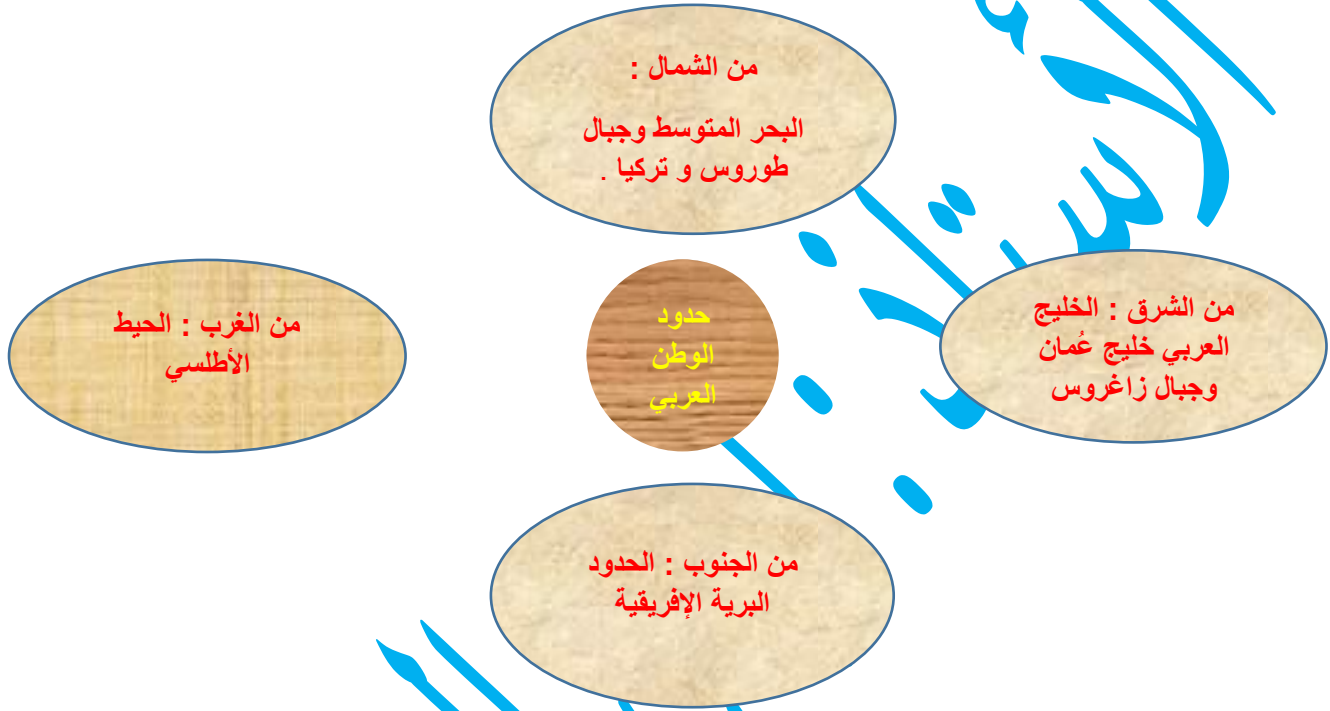 من الشمال :
البحر المتوسط وجبال
طوروس و تركيا .
من الشرق : الخليج
العربي خليج عُمان
وجبال زاغروس
حدود
الوطن
العربي
من الغرب : الحيط
الأطلسي
من الجنوب : الحدود
البرية الإفريقية